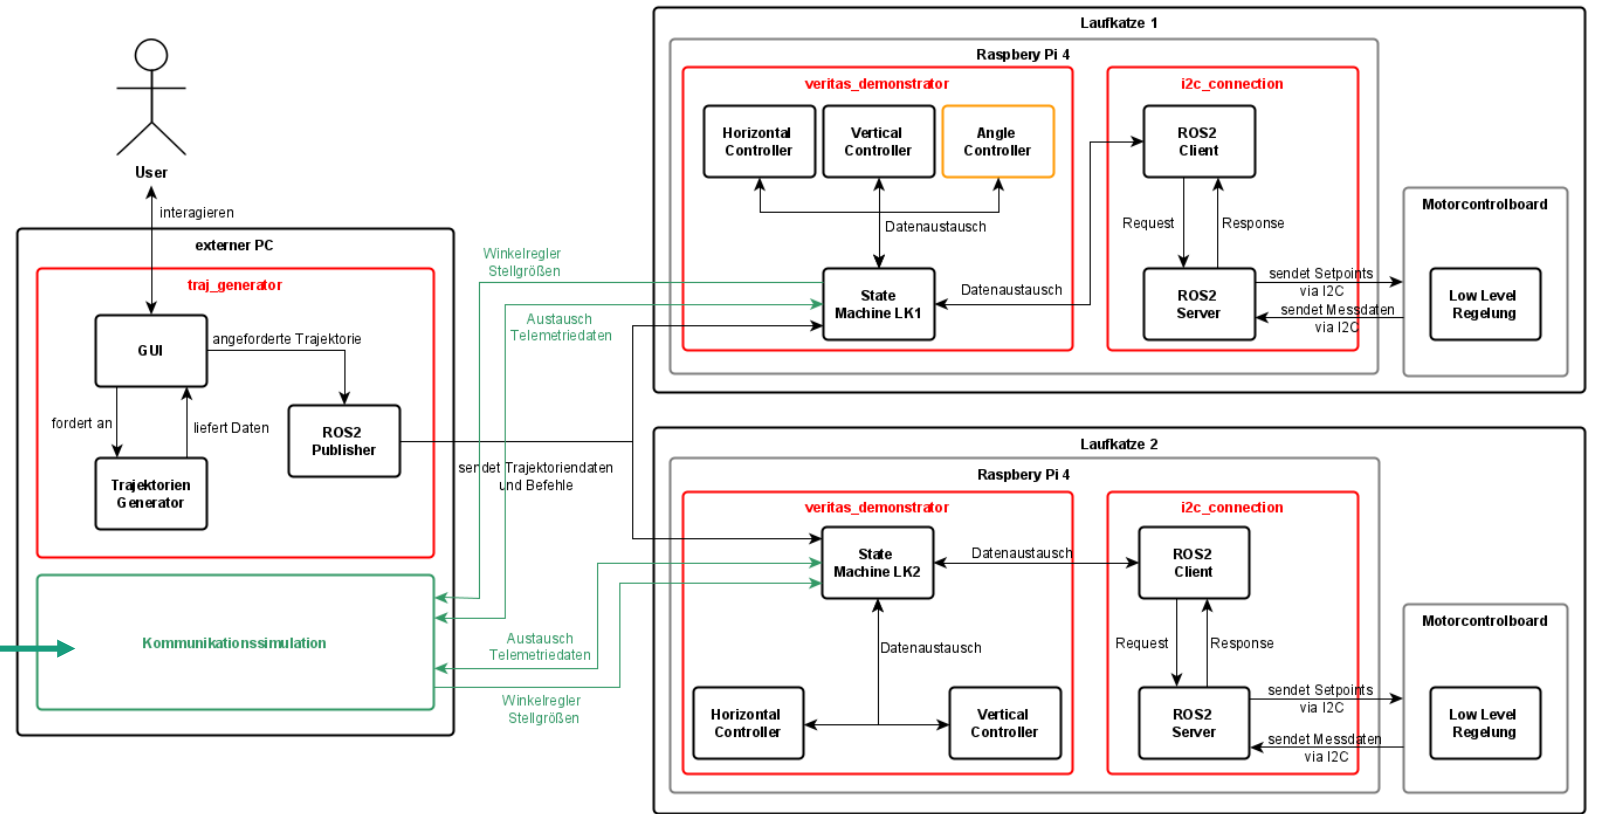 User
interagieren
externer PC
traj_generator
GUI
angeforderte Trajektorie
fordert an
liefert Daten
ROS2
Publisher
Trajektorien
Generator
Kommunikationssimulation
Winkelregler
Stellgrößen
Austausch
Telemetriedaten
sendet Trajektoriendaten
und Befehle
Austausch
Telemetriedaten
Winkelregler
Stellgrößen
Laufkatze 1
Raspbery Pi 4
veritas_demonstrator
Horizontal
Controller
Vertical
Controller
Angle
Controller
Datenaustausch
State
Machine LK1
Datenaustausch
i2c_connection
ROS2
Client
Request
Response
ROS2
Server
sendet Setpoints
via I2C
sendet Messdaten
via I2C
Motorcontrolboard
Low Level
Regelung
Laufkatze 2
Raspbery Pi 4
veritas_demonstrator
State
Machine LK2
Datenaustausch
Datenaustausch
Horizontal
Controller
Vertical
Controller
i2c_connection
ROS2
Client
Request
Response
ROS2
Server
sendet Setpoints
via I2C
sendet Messdaten
via I2C
Motorcontrolboard
Low Level
Regelung